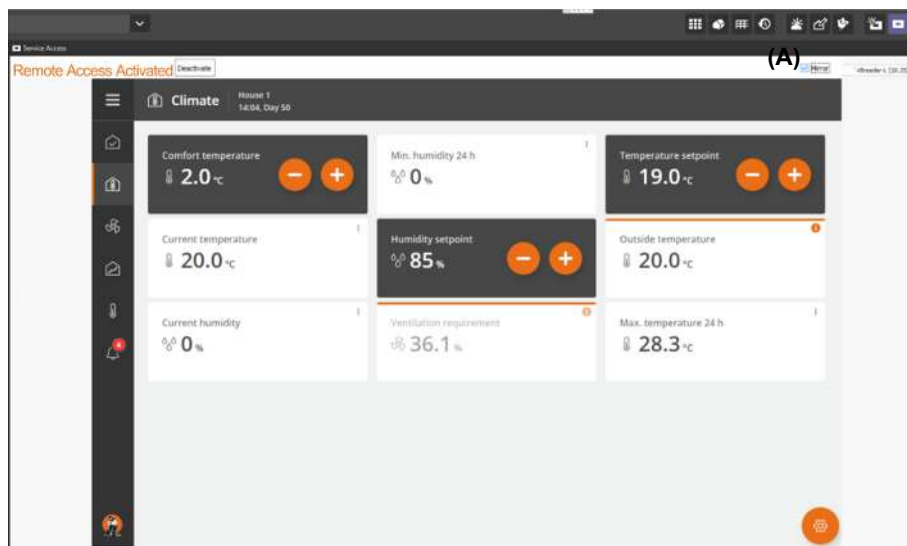 Service Access
Remote Access Activated Deactivate
(A) Mirror
Climate
House 1
14:04, Day 50
Comfort temperature
2.0 °C
Min. humidity 24 h
0 %
Temperature setpoint
19.0 °C
Current temperature
20.0 °C
Humidity setpoint
85 %
Outside temperature
20.0 °C
Current humidity
0 %
Ventilation requirement
36.1 %
Max. temperature 24 h
28.3 °C
4